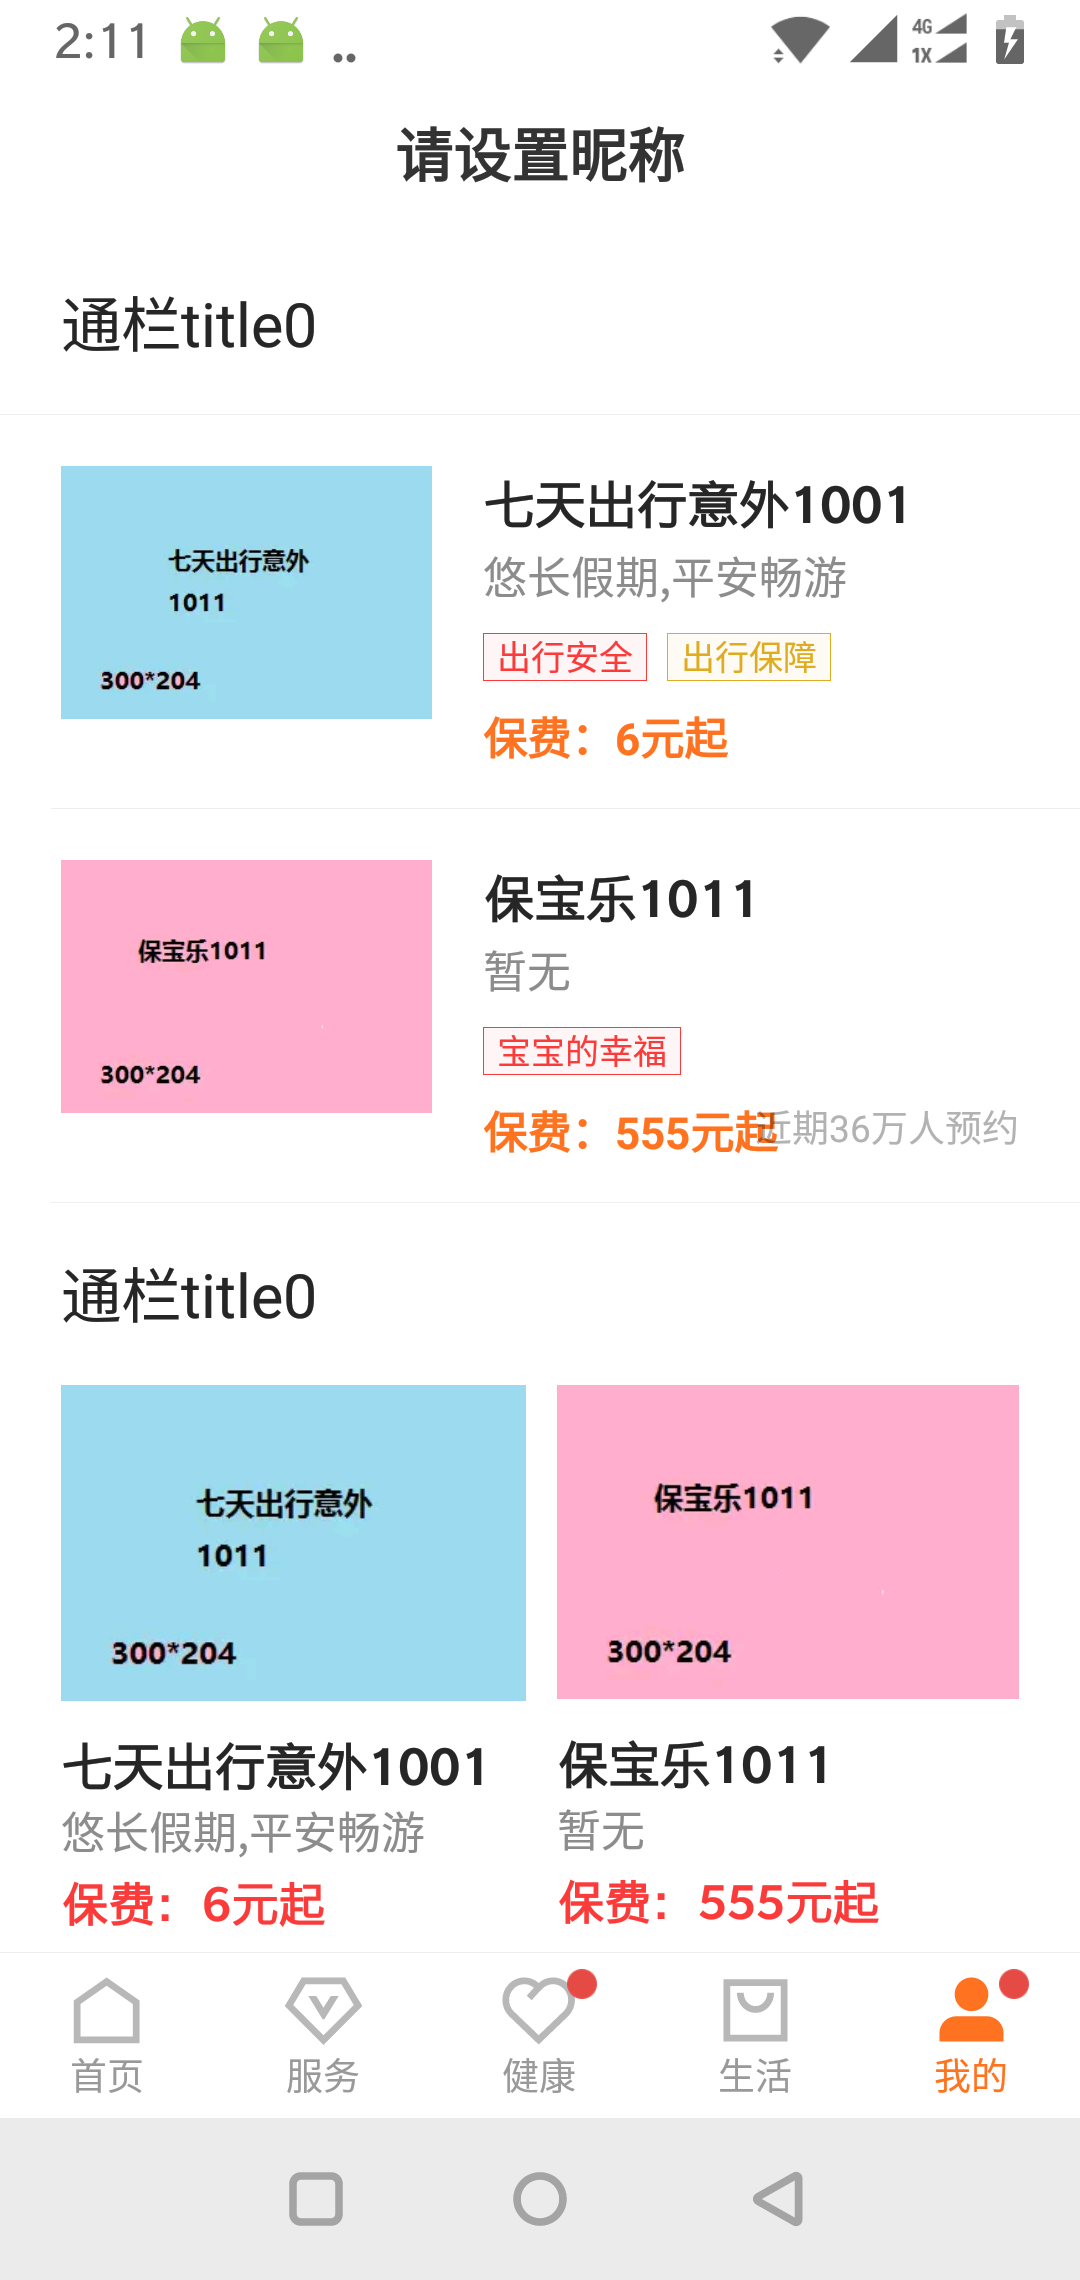 2:11
4G
1X
请设置昵称
通栏title0
七天出行意外
1011
300*204
七天出行意外1001
悠长假期,平安畅游
出行安全 出行保障
保费：6元起
保宝乐1011
300*204
保宝乐1011
暂无
宝宝的幸福
保费：555元起 近期36万人预约
通栏title0
七天出行意外
1011
300*204
保宝乐1011
300*204
七天出行意外1001
悠长假期,平安畅游
保费：6元起
保宝乐1011
暂无
保费：555元起
首页 服务 健康 生活 我的